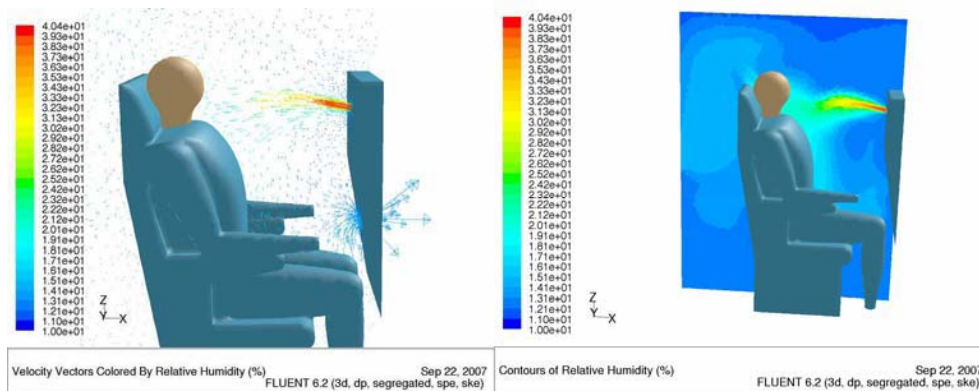 4.04e+01
3.93e+01
3.83e+01
3.73e+01
3.63e+01
3.53e+01
3.43e+01
3.33e+01
3.23e+01
3.13e+01
3.02e+01
2.92e+01
2.82e+01
2.72e+01
2.62e+01
2.52e+01
2.42e+01
2.32e+01
2.22e+01
2.12e+01
2.01e+01
1.91e+01
1.81e+01
1.71e+01
1.61e+01
1.51e+01
1.41e+01
1.31e+01
1.21e+01
1.10e+01
1.00e+01
Z
Y X
Velocity Vectors Colored By Relative Humidity (%) Sep 22, 2007
FLUENT 6.2 (3d, dp, segregated, spe, ske)
4.04e+01
3.93e+01
3.83e+01
3.73e+01
3.63e+01
3.53e+01
3.43e+01
3.33e+01
3.23e+01
3.13e+01
3.02e+01
2.92e+01
2.82e+01
2.72e+01
2.62e+01
2.52e+01
2.42e+01
2.32e+01
2.22e+01
2.12e+01
2.01e+01
1.91e+01
1.81e+01
1.71e+01
1.61e+01
1.51e+01
1.41e+01
1.31e+01
1.21e+01
1.10e+01
1.00e+01
Z
Y X
Contours of Relative Humidity (%) Sep 22, 200
FLUENT 6.2 (3d, dp, segregated, spe, ske